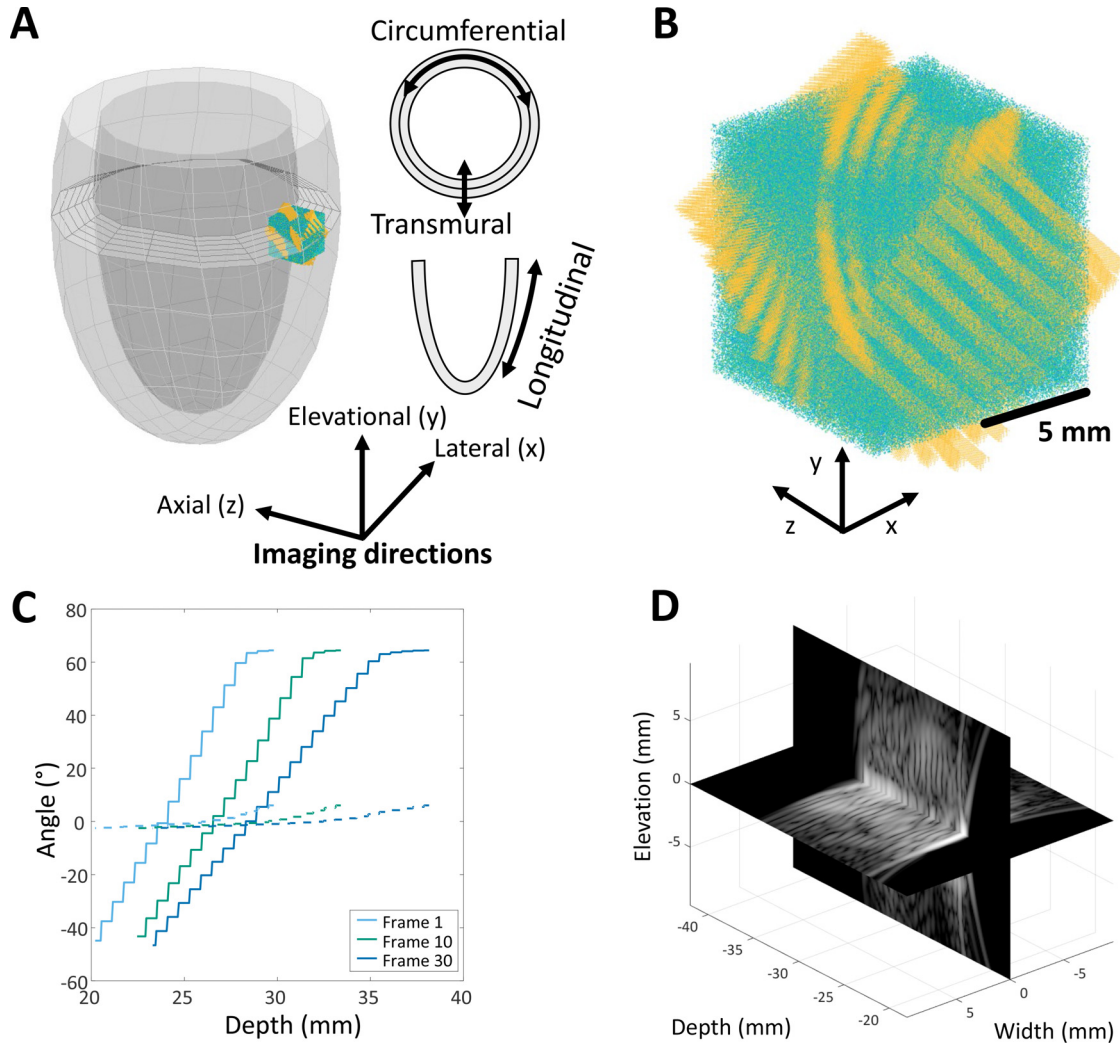 A
Circumferential
Transmural
Longitudinal
Elevational (y)
Lateral (x)
Axial (z)
Imaging directions
B
5 mm
y
z
x
C
80
60
40
20
0
-20
-40
-60
Angle (°)
20
25
30
35
40
Depth (mm)
Frame 1
Frame 10
Frame 30
D
Elevation (mm)
5
0
-5
-40
-35
-30
-25
-20
Depth (mm)
5
0
-5
Width (mm)